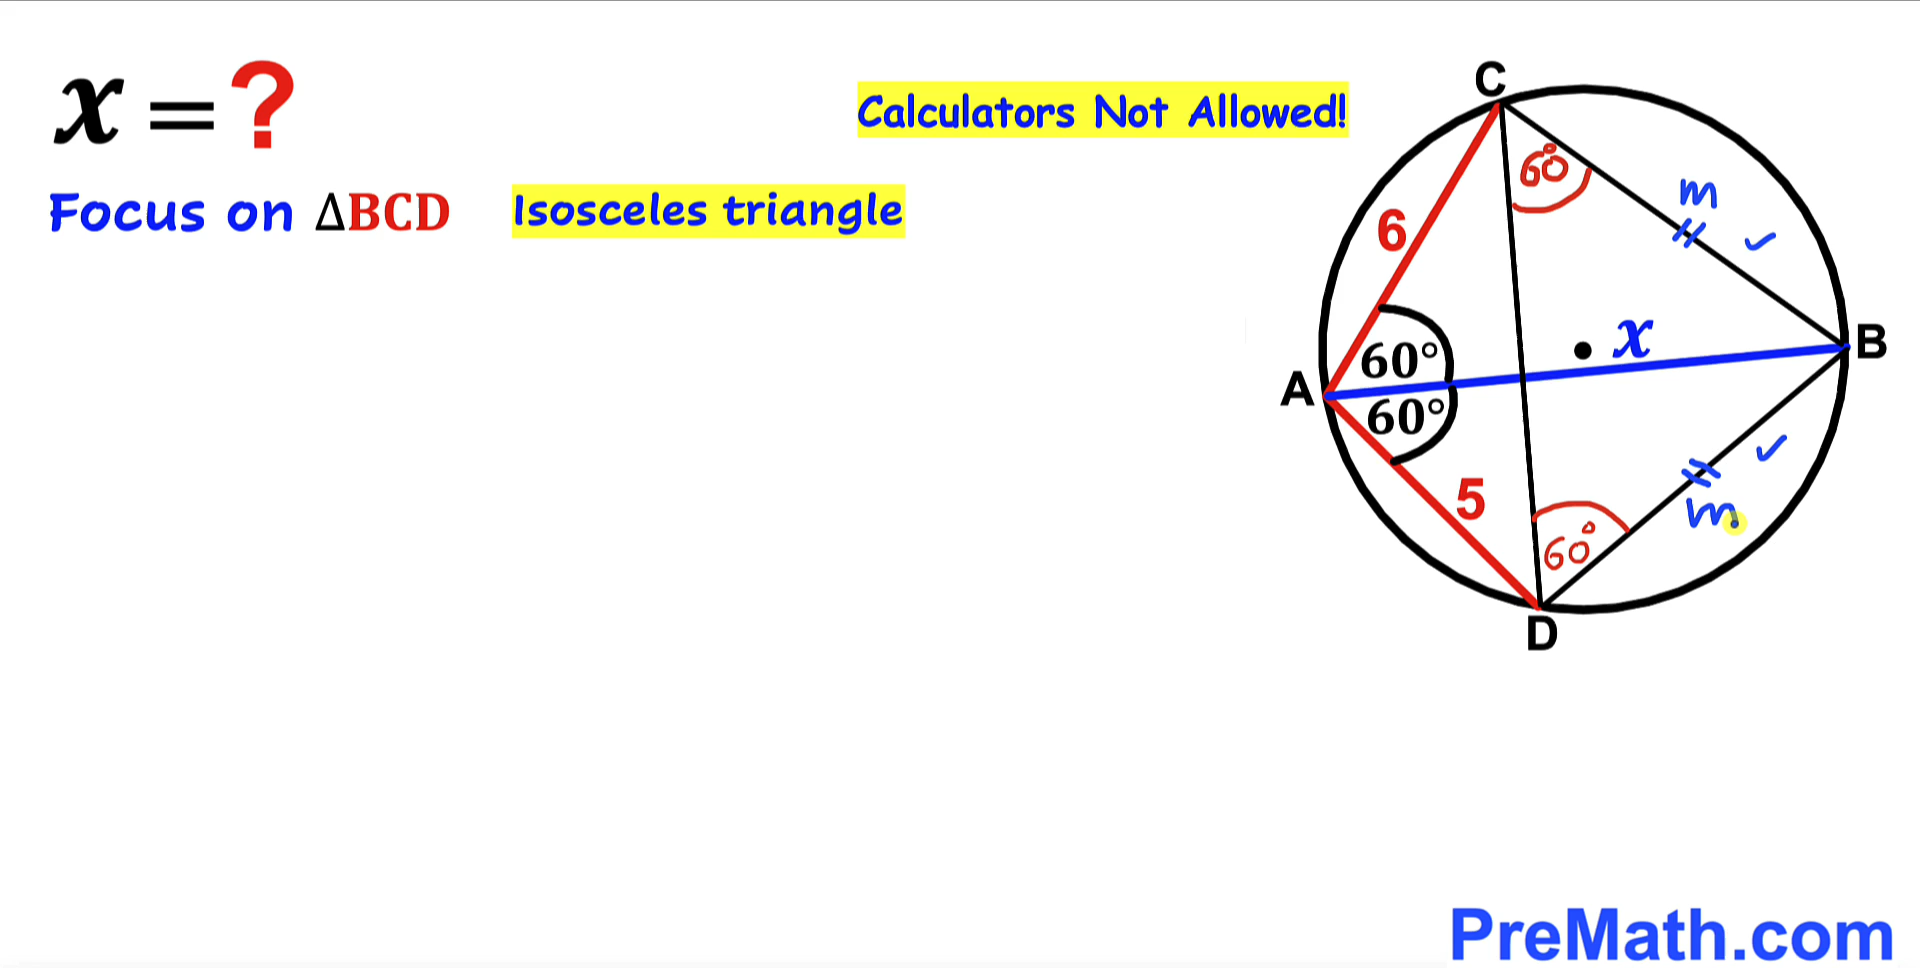 x = ?
Calculators Not Allowed!
Focus on ΔBCD
Isosceles triangle
C
60°
m
6
x
B
60°
A
60°
5
m
60°
D
PreMath.com